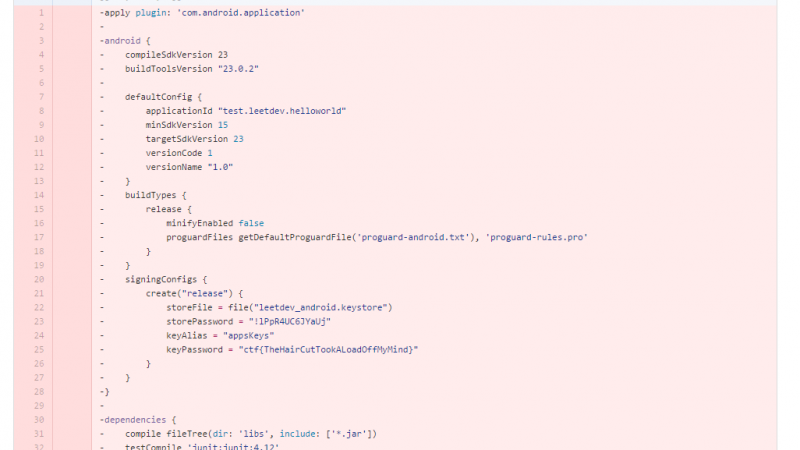 1 -apply plugin: 'com.android.application'
2 -
3 -android {
4 -    compileSdkVersion 23
5 -    buildToolsVersion "23.0.2"
6 -
7 -    defaultConfig {
8 -        applicationId "test.leetdev.helloworld"
9 -        minSdkVersion 15
10 -        targetSdkVersion 23
11 -        versionCode 1
12 -        versionName "1.0"
13 -    }
14 -    buildTypes {
15 -        release {
16 -            minifyEnabled false
17 -            proguardFiles getDefaultProguardFile('proguard-android.txt'), 'proguard-rules.pro'
18 -        }
19 -    }
20 -    signingConfigs {
21 -        create("release") {
22 -            storeFile = file("leetdev_android.keystore")
23 -            storePassword = "!lPpR4UC6JYaUj"
24 -            keyAlias = "appsKeys"
25 -            keyPassword = "ctf{TheHairCutTookALoadOffMyMind}"
26 -        }
27 -    }
28 -}
29 -
30 -dependencies {
31 -    compile fileTree(dir: 'libs', include: ['*.jar'])
32 -    testCompile 'junit:junit:4.12'